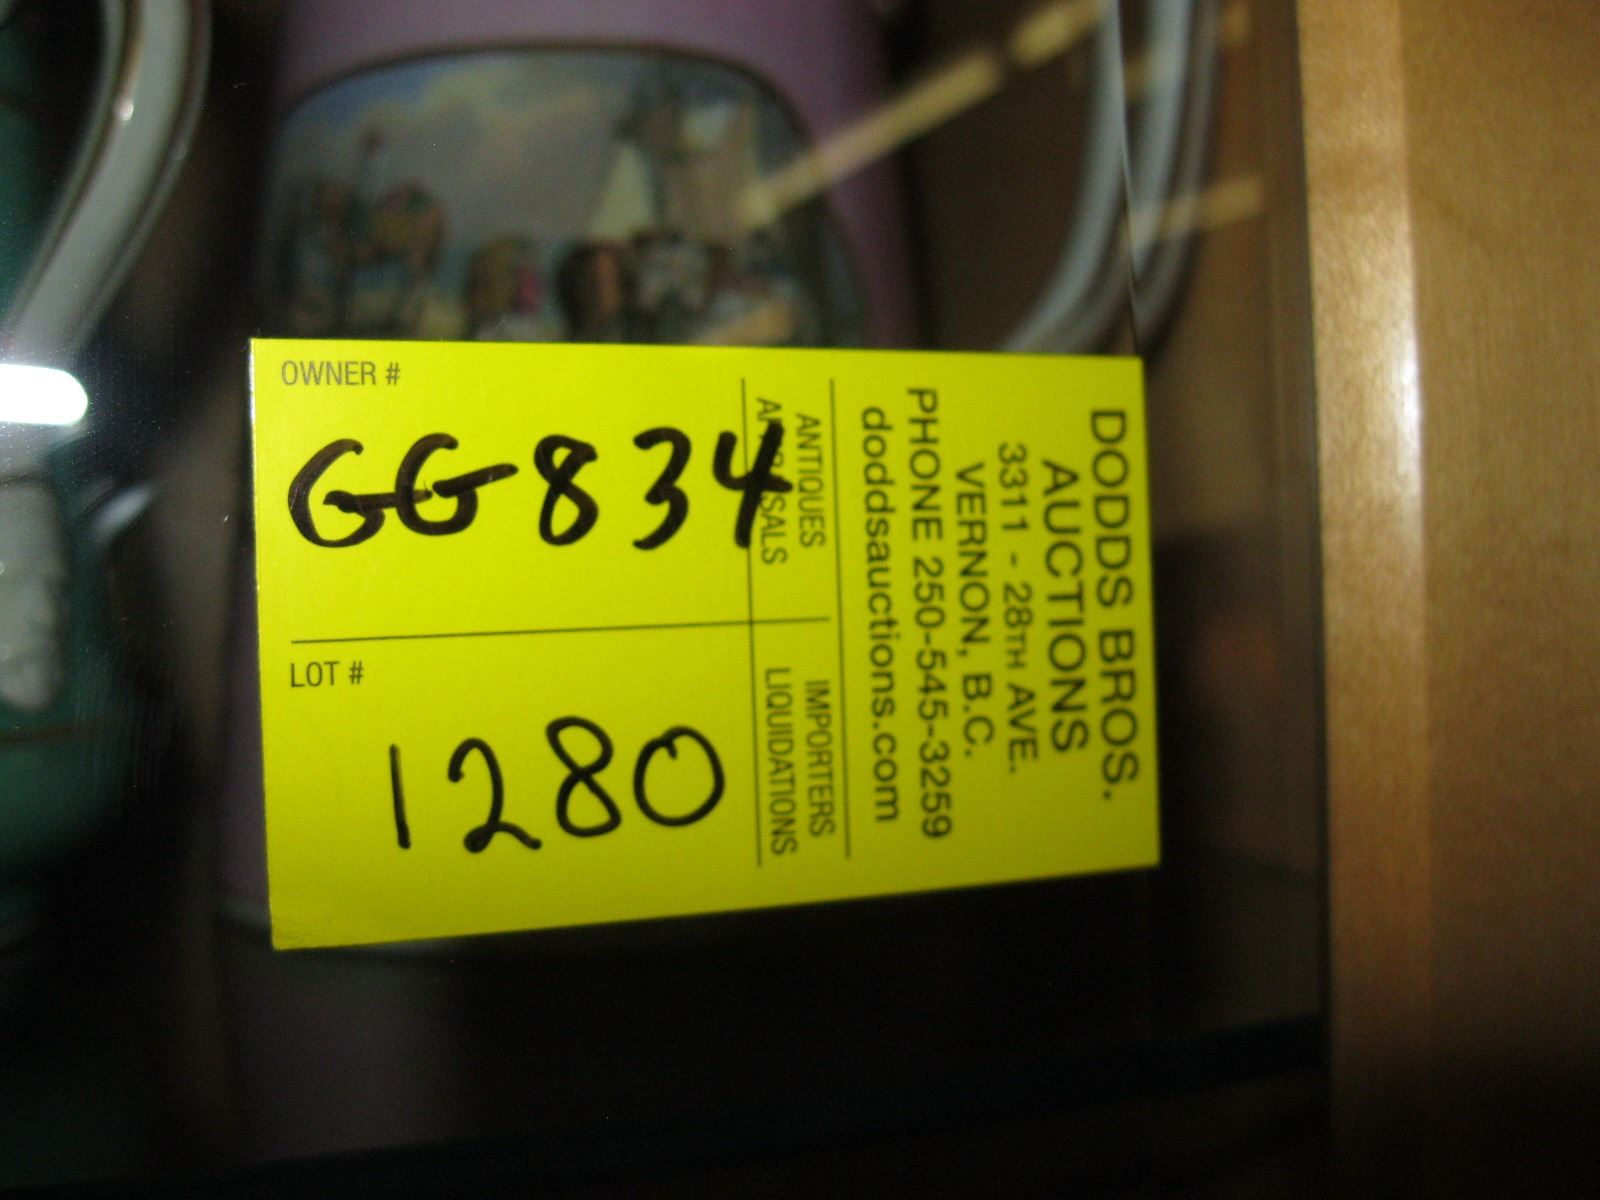 OWNER #
GG834
LOT #
1280
DODDS BROS.
AUCTIONS
3311 - 28TH AVE.
VERNON, B.C.
PHONE 250-545-3259
doddsauctions.com
ANTIQUES
IMPORTERS
LIQUIDATIONS